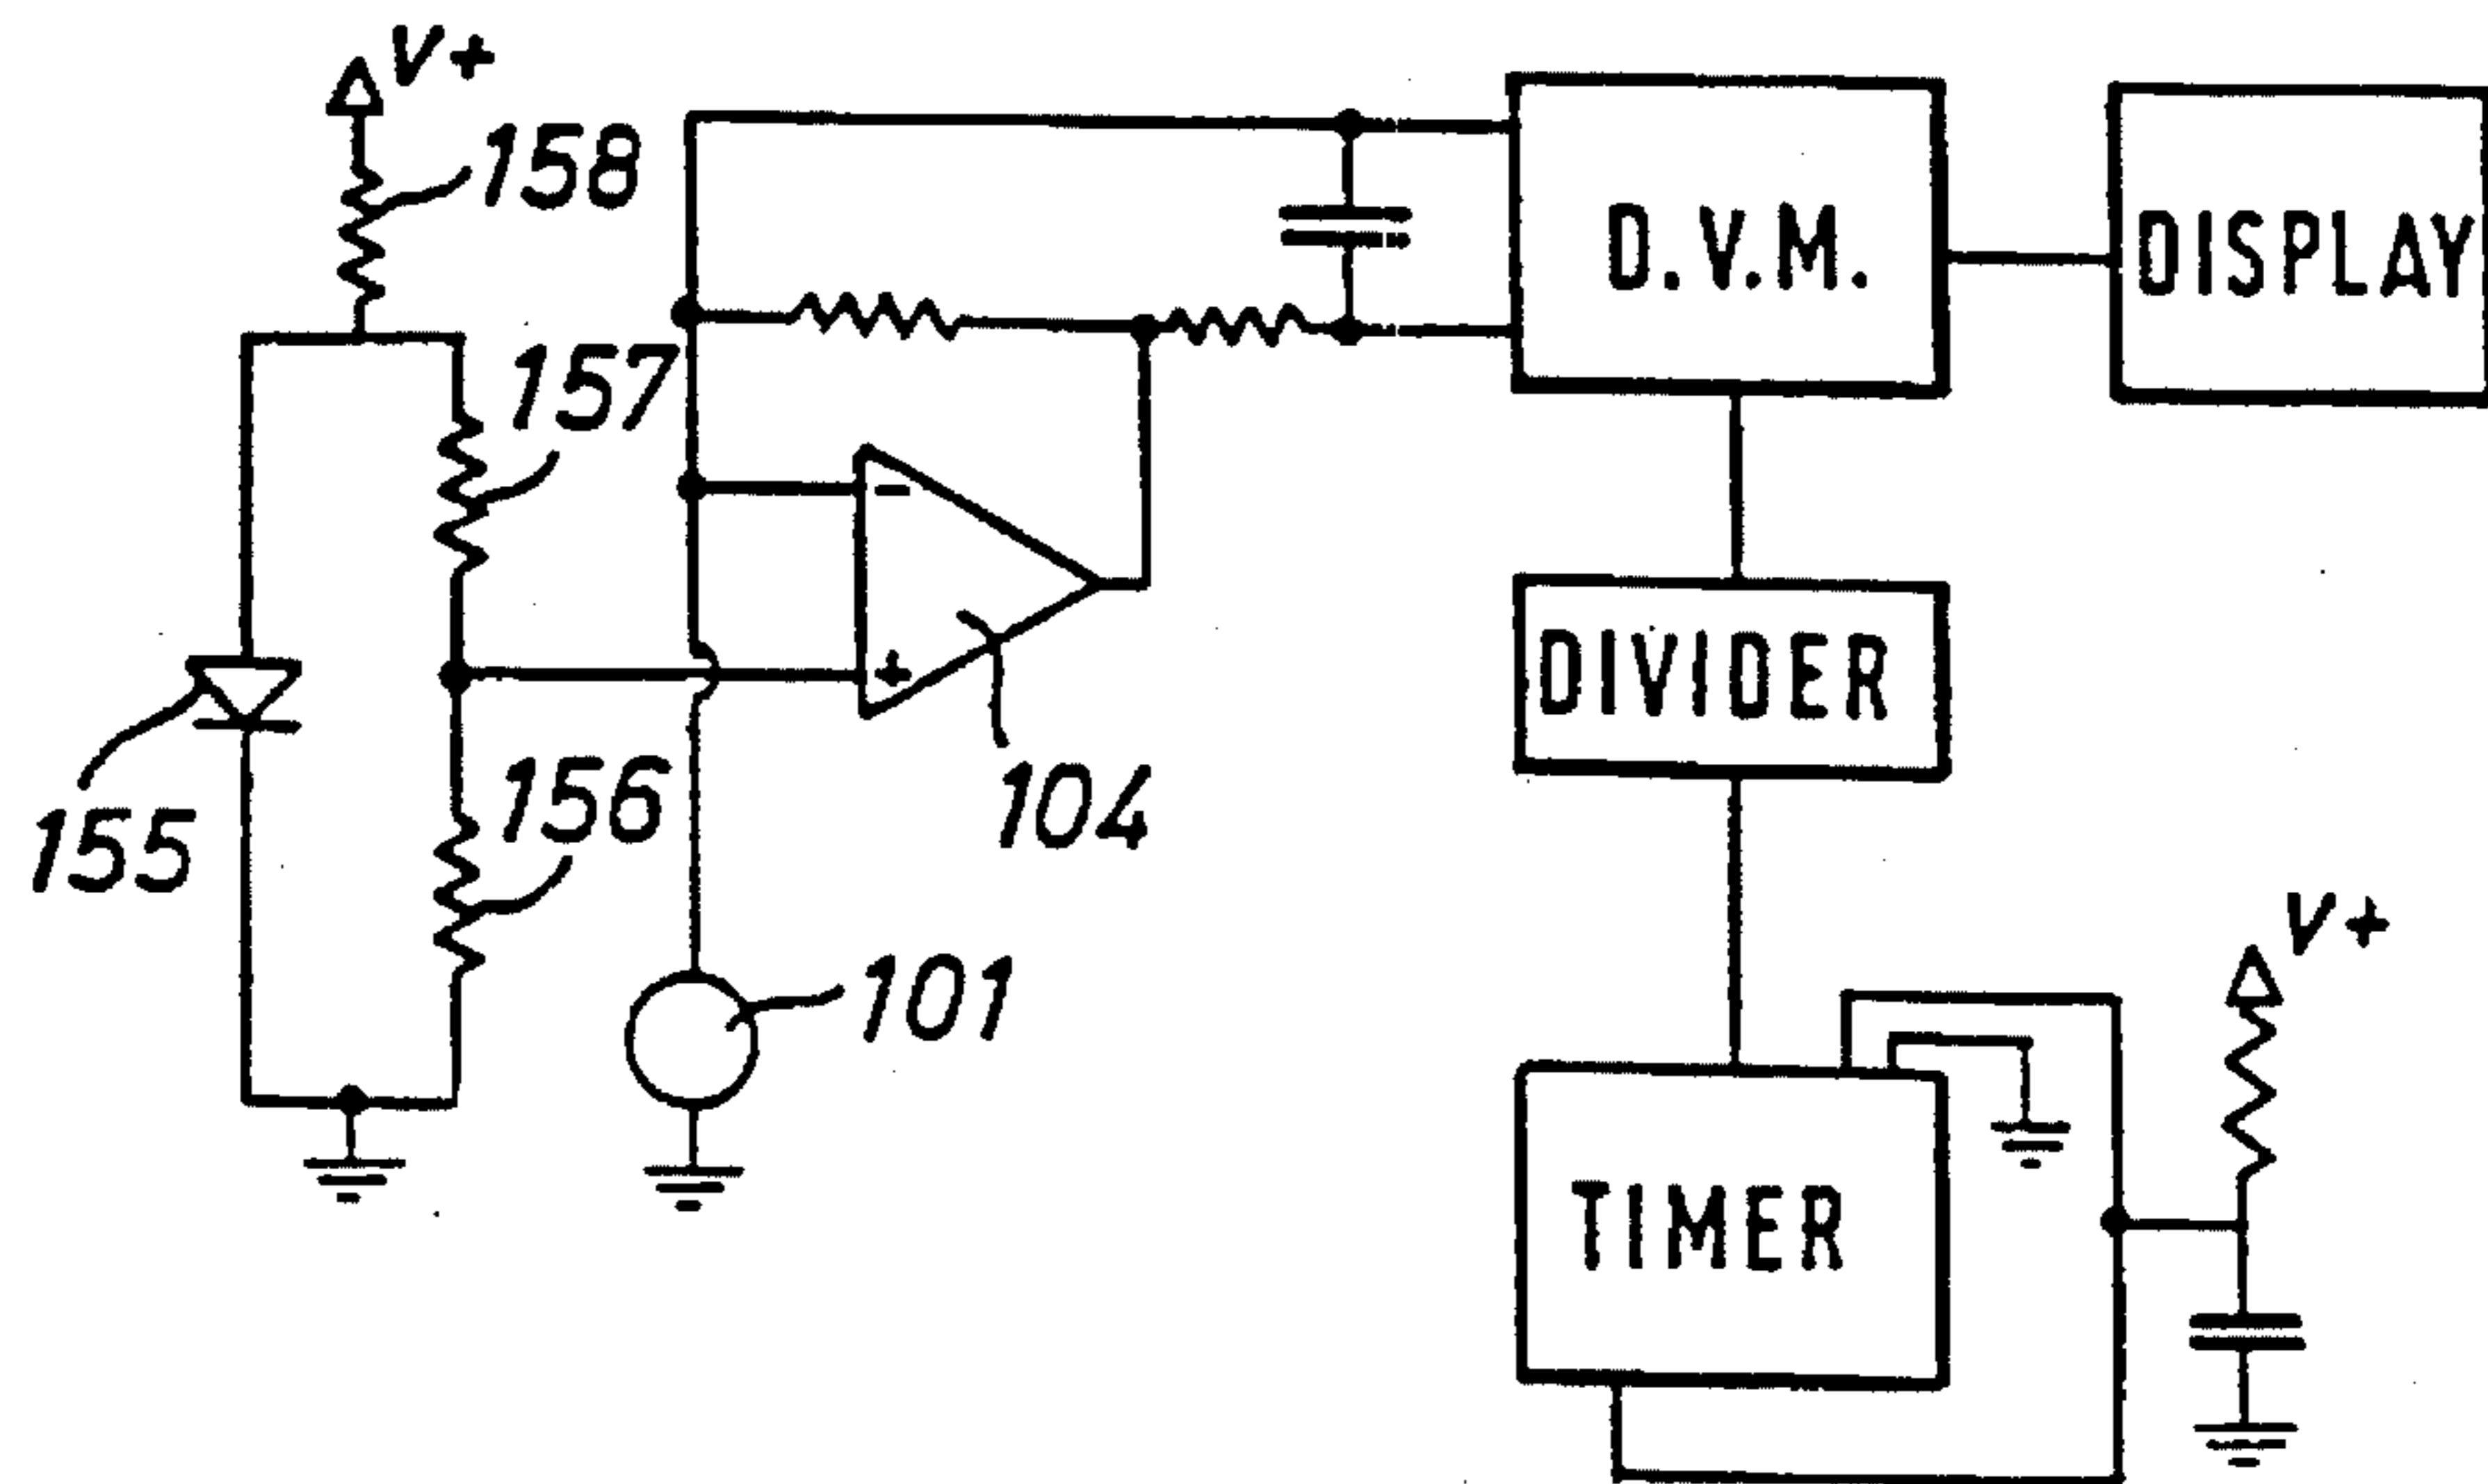 V+
158
D.V.M.
DISPLAY
157
-
+
DIVIDER
156
104
155
V+
101
TIMER